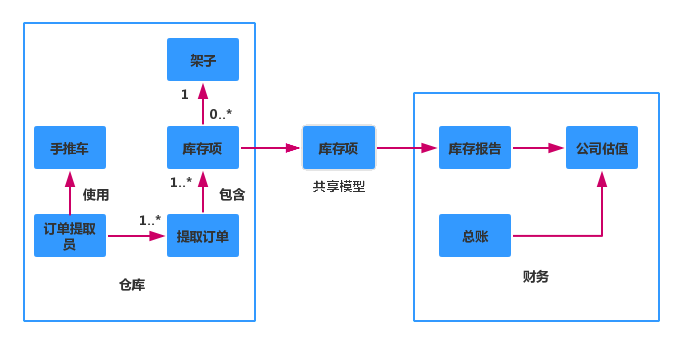 架子
1
0..*
手推车
库存项
库存项
库存报告
公司估值
共享模型
1..*
使用
包含
1..*
订单提取
员
提取订单
总账
仓库
财务